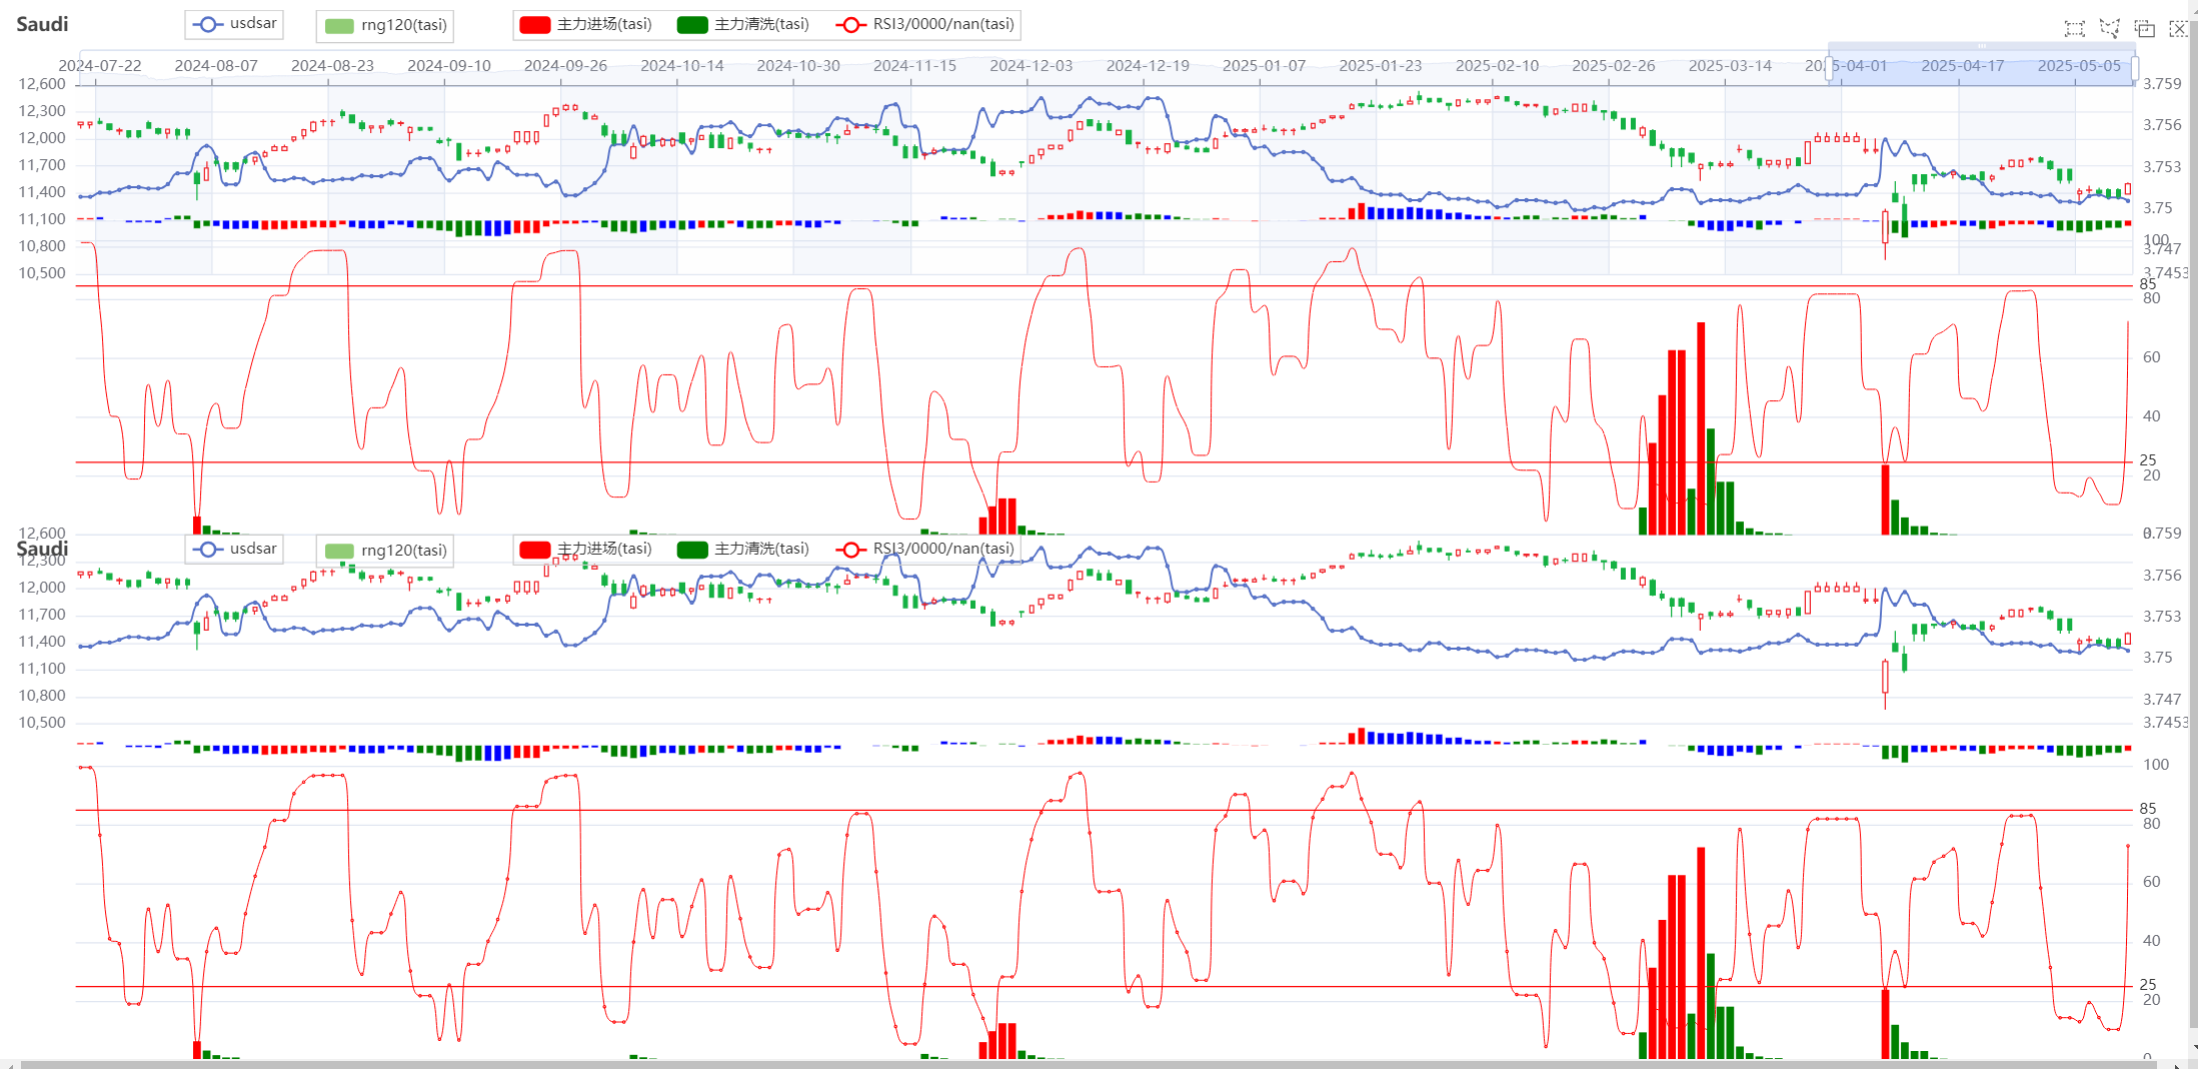 Saudi
usdsar
rng120(tasi)
主力进场(tasi)
主力清洗(tasi)
RSI3/0000/nan(tasi)
2024-07-22 2024-08-07 2024-08-23 2024-09-10 2024-09-26 2024-10-14 2024-10-30 2024-11-15 2024-12-03 2024-12-19 2025-01-07 2025-01-23 2025-02-10 2025-02-26 2025-03-14 2025-04-01 2025-04-17 2025-05-05
12,600 3.759
12,300 3.756
12,000
11,700 3.753
11,400
11,100 3.75
10,800 100
3.747
10,500 3.7453
85
80
60
40
25
20
12,600 3.759
Saudi
usdsar
rng120(tasi)
主力进场(tasi)
主力清洗(tasi)
RSI3/0000/nan(tasi)
12,300 3.756
12,000
11,700 3.753
11,400 3.75
11,100
10,800 3.747
10,500 3.7453
100
85
80
60
40
25
20
0